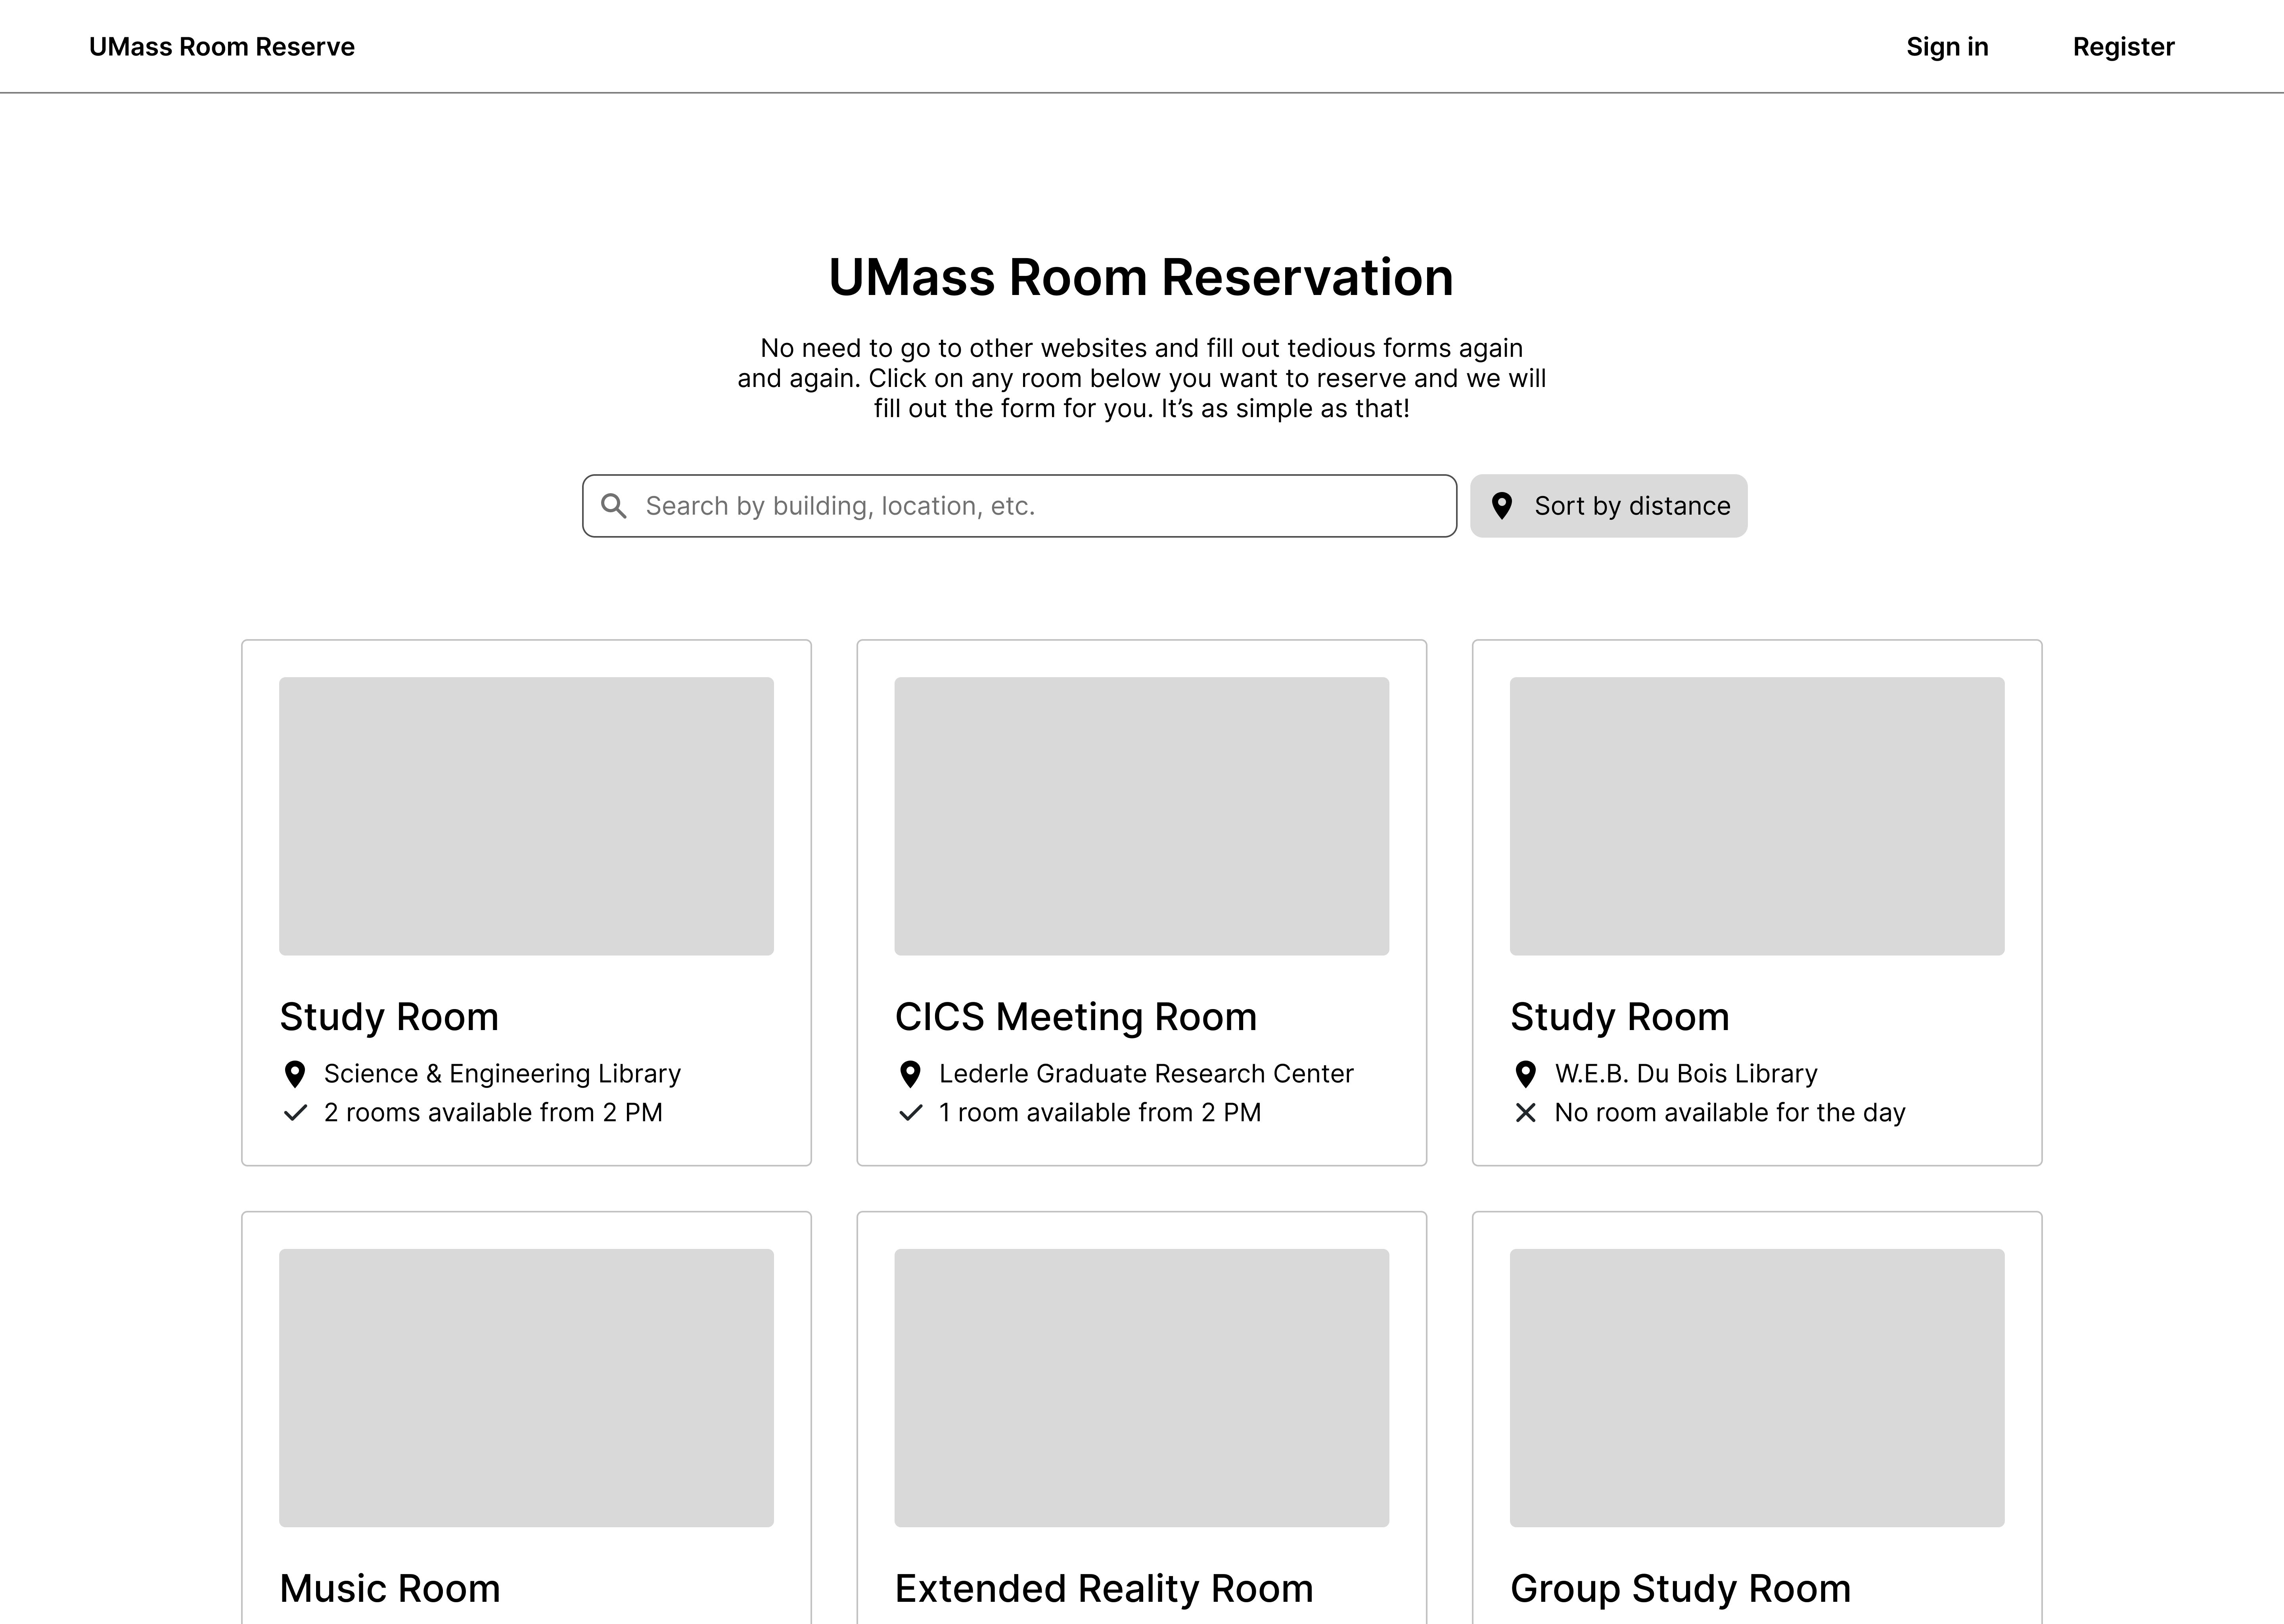 UMass Room Reserve
Sign in
Register
UMass Room Reservation
No need to go to other websites and fill out tedious forms again
and again. Click on any room below you want to reserve and we will
fill out the form for you. It’s as simple as that!
Search by building, location, etc.
Sort by distance
Study Room
Science & Engineering Library
2 rooms available from 2 PM
CICS Meeting Room
Lederle Graduate Research Center
1 room available from 2 PM
Study Room
W.E.B. Du Bois Library
No room available for the day
Music Room
Extended Reality Room
Group Study Room